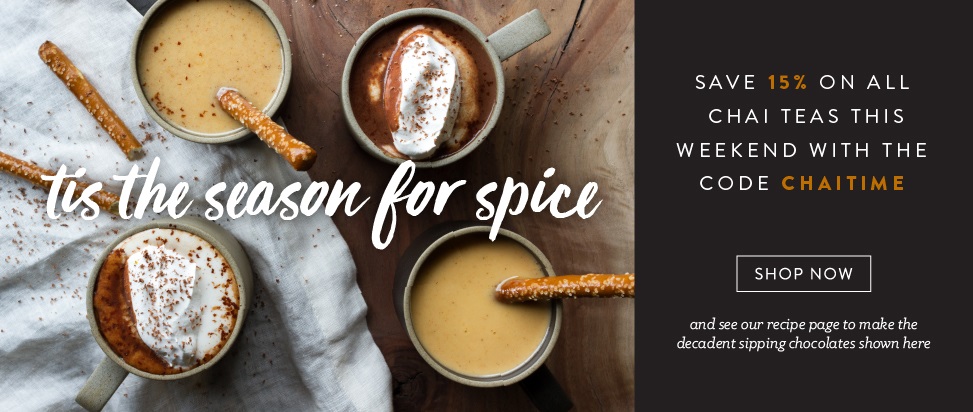 tis the season for spice
SAVE 15% ON ALL
CHAI TEAS THIS
WEEKEND WITH THE
CODE CHAITIME
SHOP NOW
and see our recipe page to make the
decadent sipping chocolates shown here